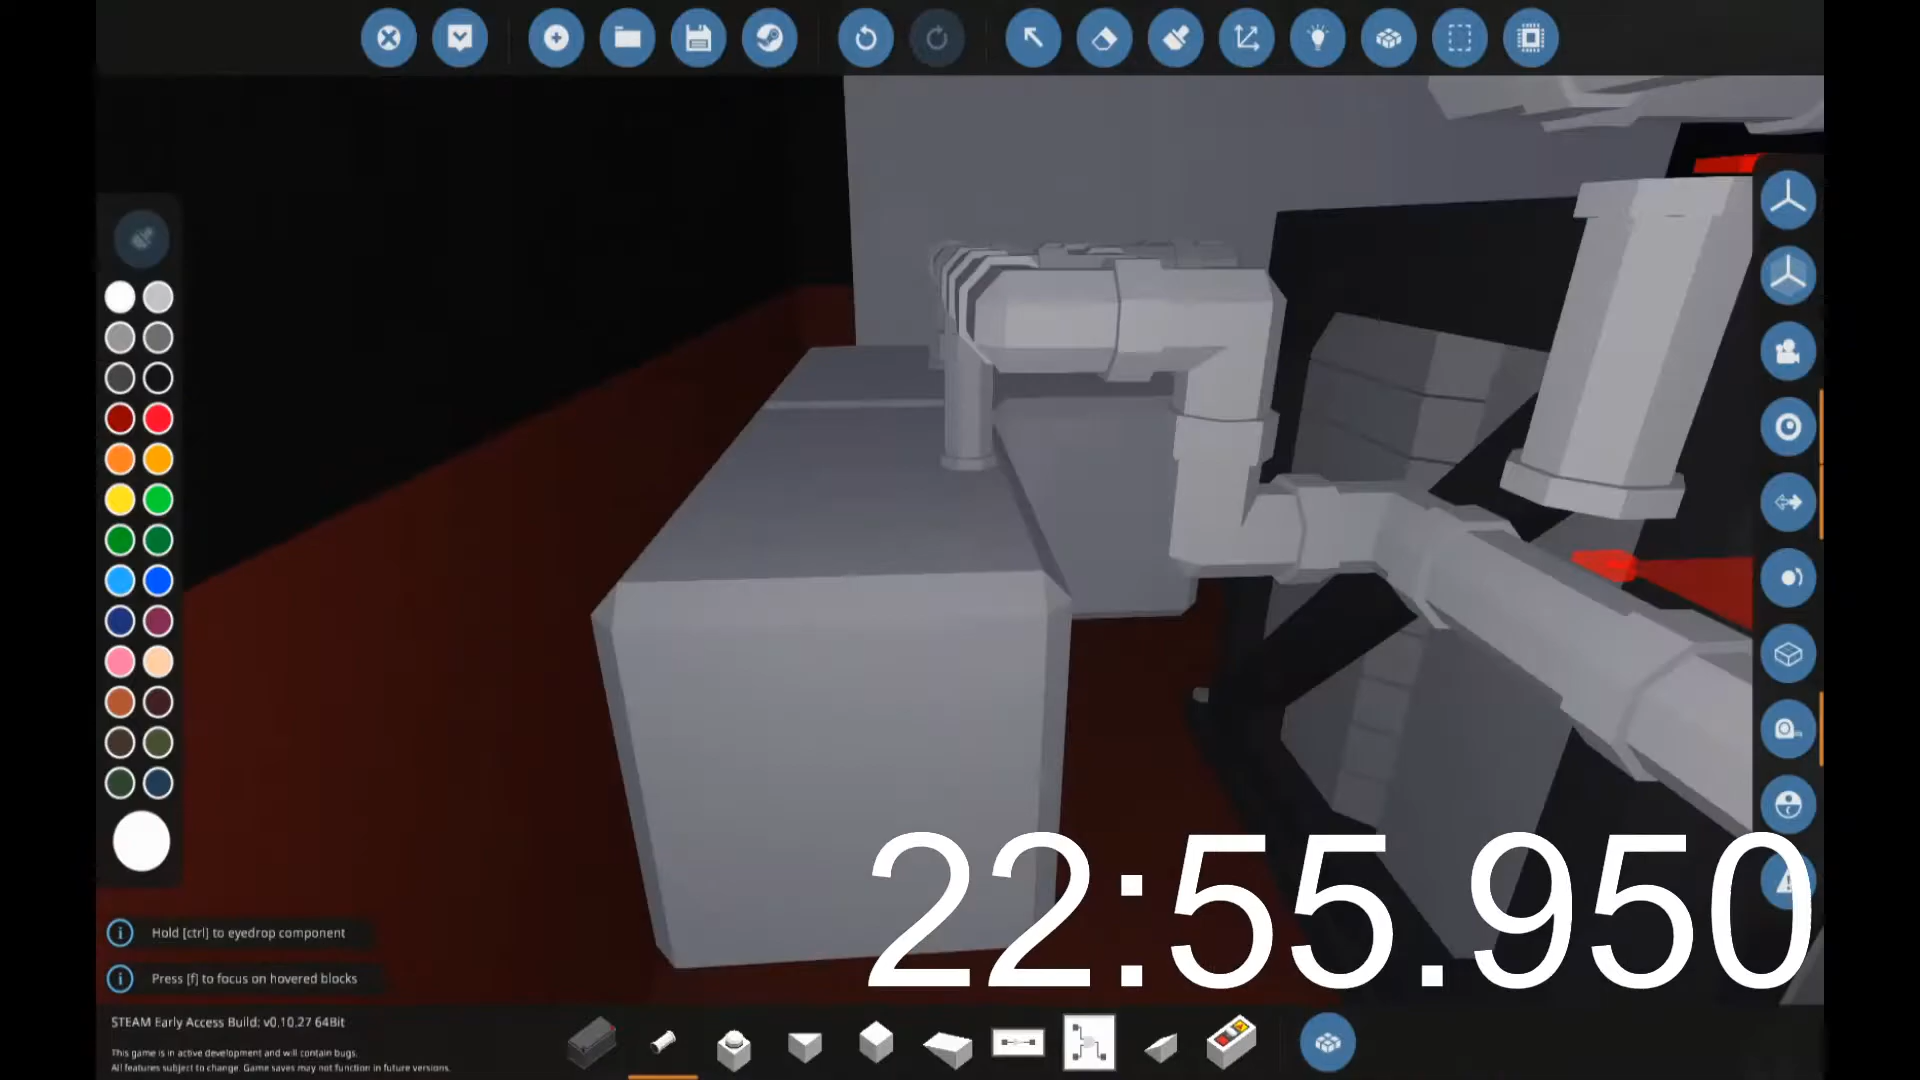 22:55.950
Hold [ctrl] to eyedrop component
Press [f] to focus on hovered blocks
STEAM Early Access Build: v0.10.27 64Bit
This game is in active development and will contain bugs.
All features subject to change. Game saves may not function in future versions.